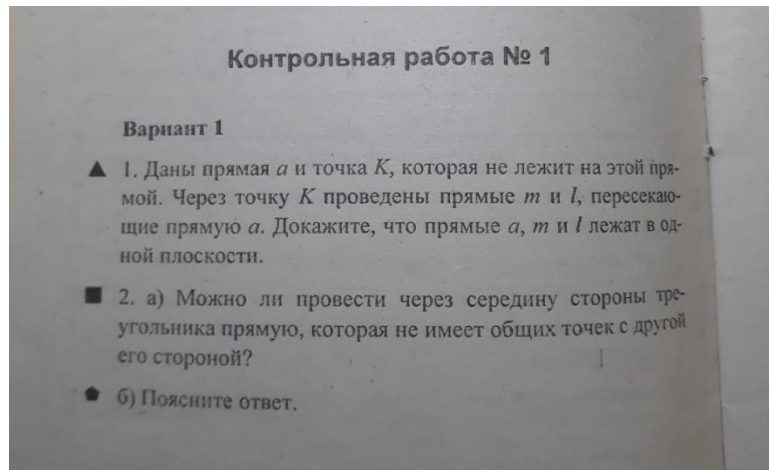 Контрольная работа № 1
Вариант 1
▲ 1. Даны прямая a и точка K, которая не лежит на этой пря-
мой. Через точку K проведены прямые m и l, пересекаю-
щие прямую a. Докажите, что прямые a, m и l лежат в од-
ной плоскости.
■ 2. а) Можно ли провести через середину стороны тре-
угольника прямую, которая не имеет общих точек с другой
его стороной?
б) Поясните ответ.